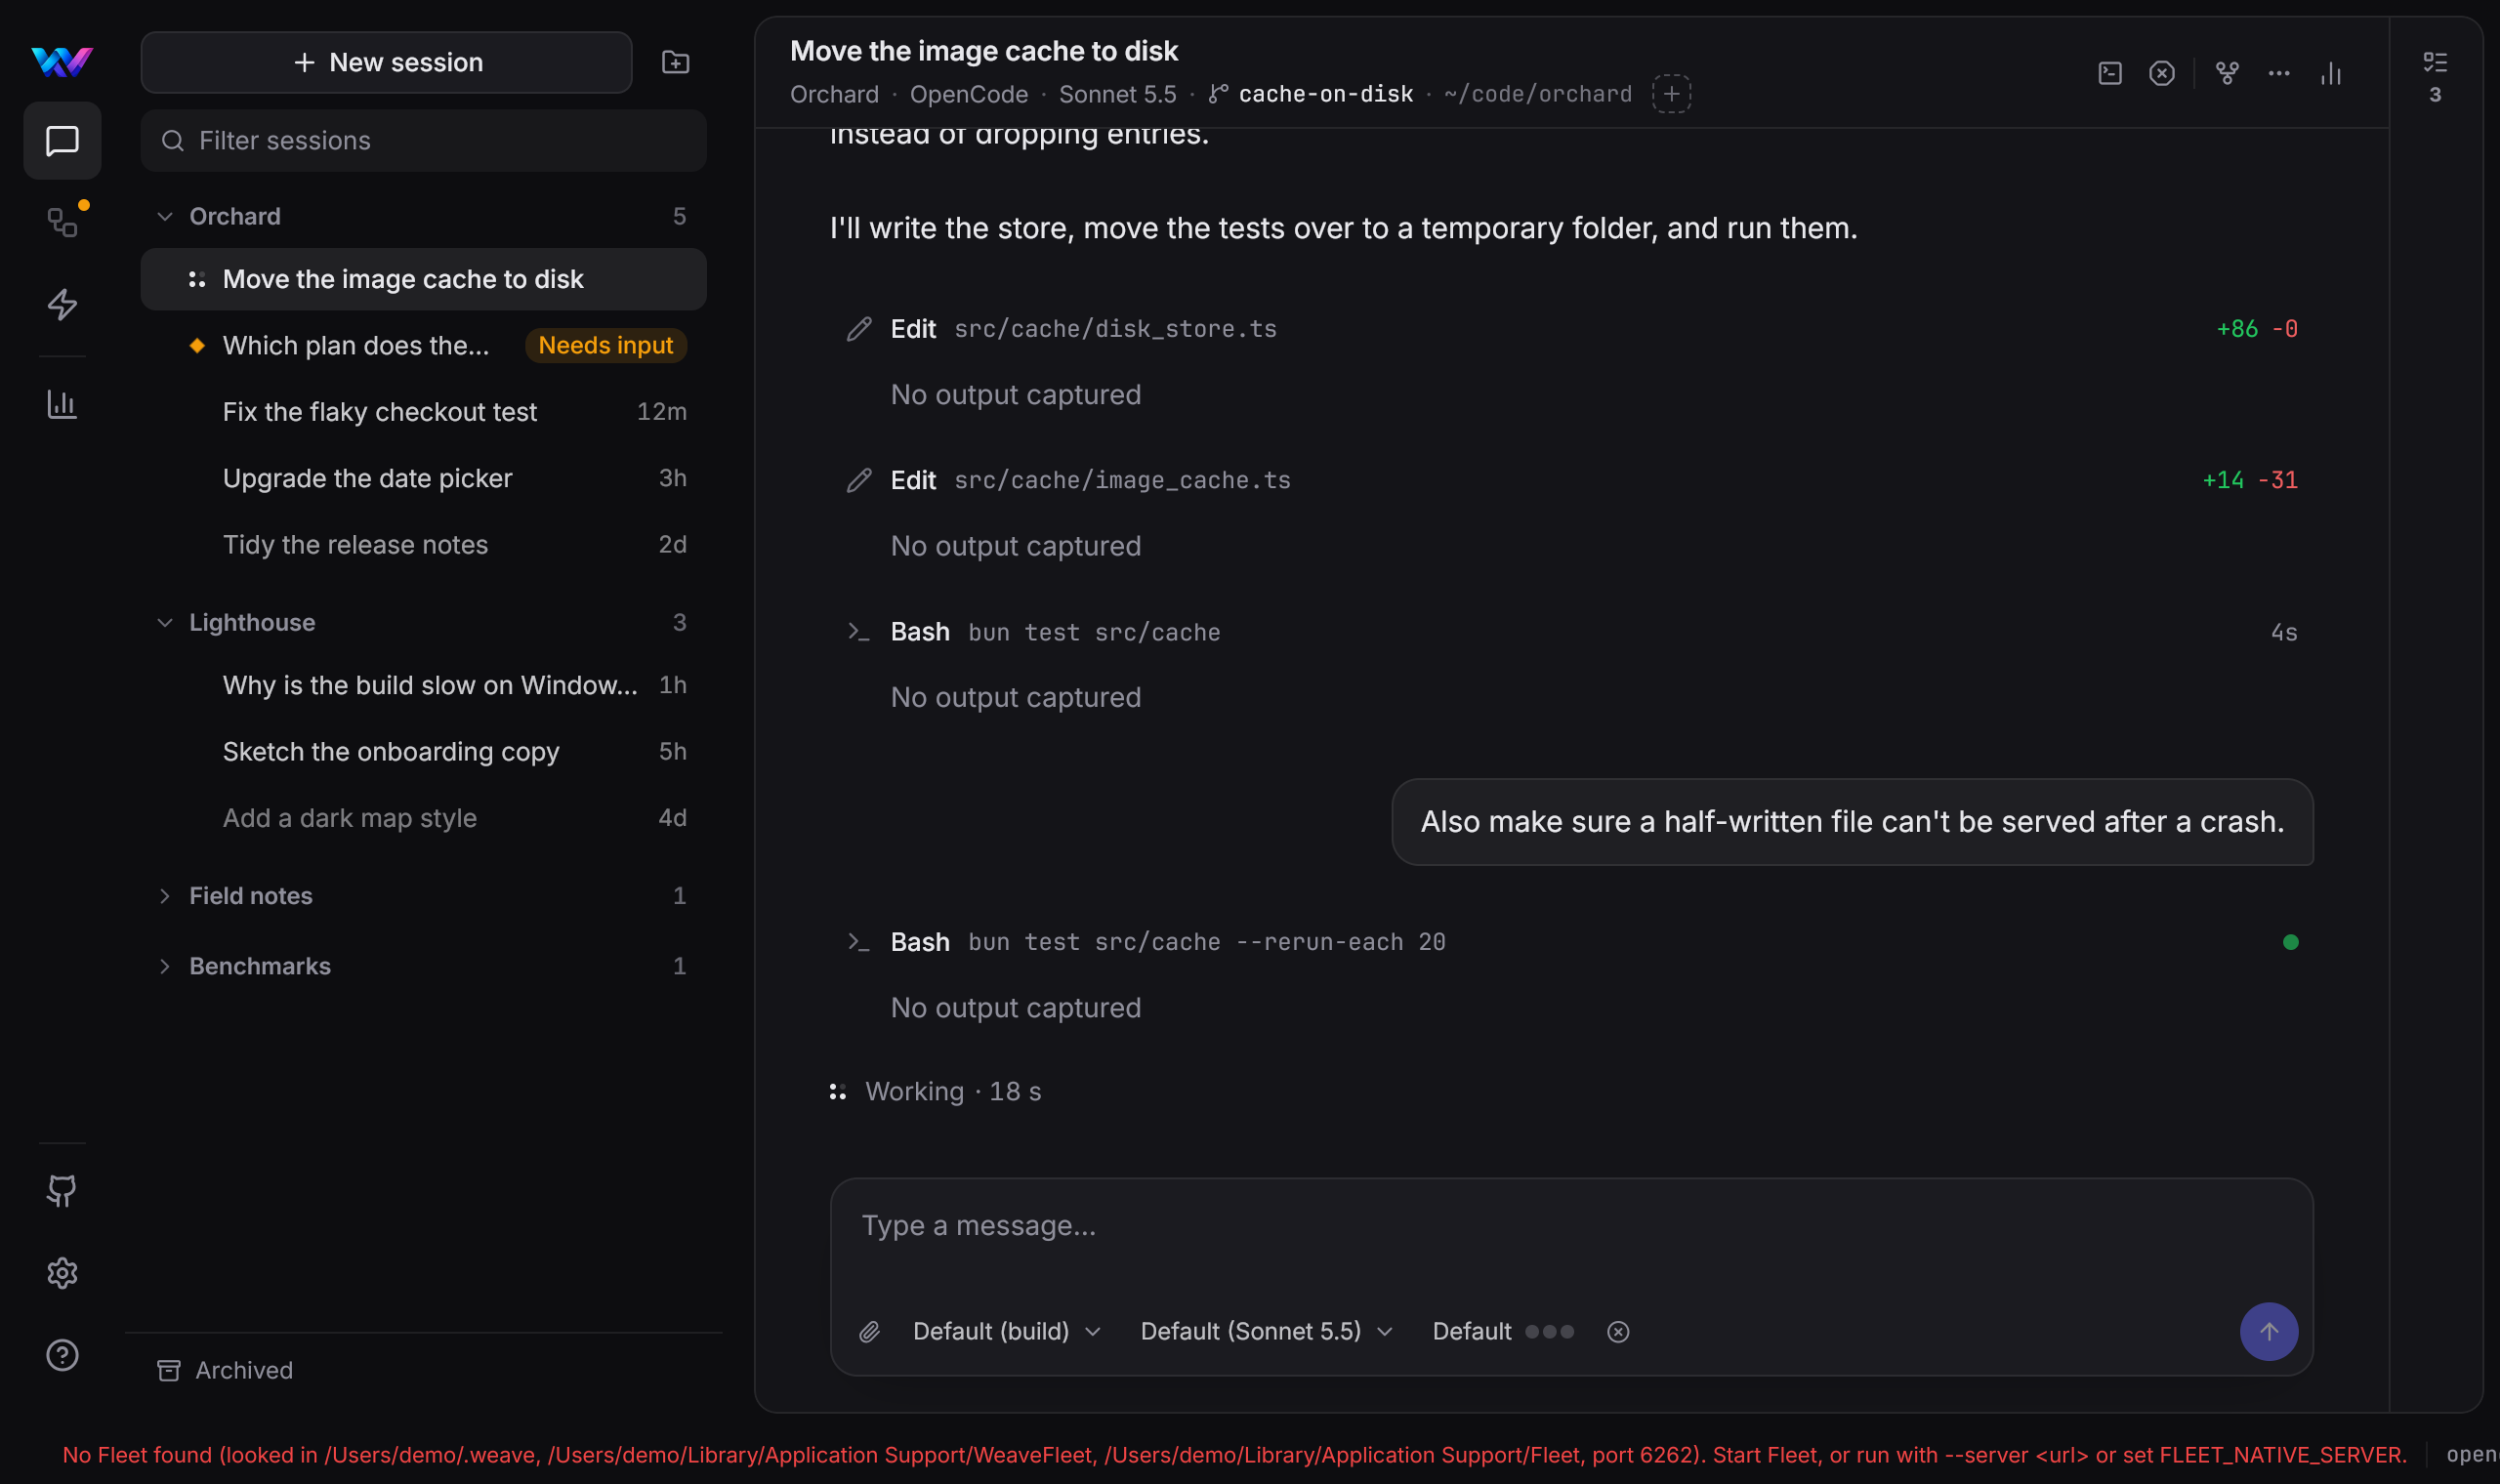 New session
Filter sessions
Orchard 5
Move the image cache to disk
Which plan does the... Needs input
Fix the flaky checkout test 12m
Upgrade the date picker 3h
Tidy the release notes 2d
Lighthouse 3
Why is the build slow on Window... 1h
Sketch the onboarding copy 5h
Add a dark map style 4d
Field notes 1
Benchmarks 1
Archived
Move the image cache to disk
Orchard · OpenCode · Sonnet 5.5 · cache-on-disk · ~/code/orchard
3
instead of dropping entries.
I'll write the store, move the tests over to a temporary folder, and run them.
Edit src/cache/disk_store.ts +86 -0
No output captured
Edit src/cache/image_cache.ts +14 -31
No output captured
Bash bun test src/cache 4s
No output captured
Also make sure a half-written file can't be served after a crash.
Bash bun test src/cache --rerun-each 20
No output captured
Working · 18 s
Type a message...
Default (build) Default (Sonnet 5.5) Default
No Fleet found (looked in /Users/demo/.weave, /Users/demo/Library/Application Support/WeaveFleet, /Users/demo/Library/Application Support/Fleet, port 6262). Start Fleet, or run with --server <url> or set FLEET_NATIVE_SERVER.